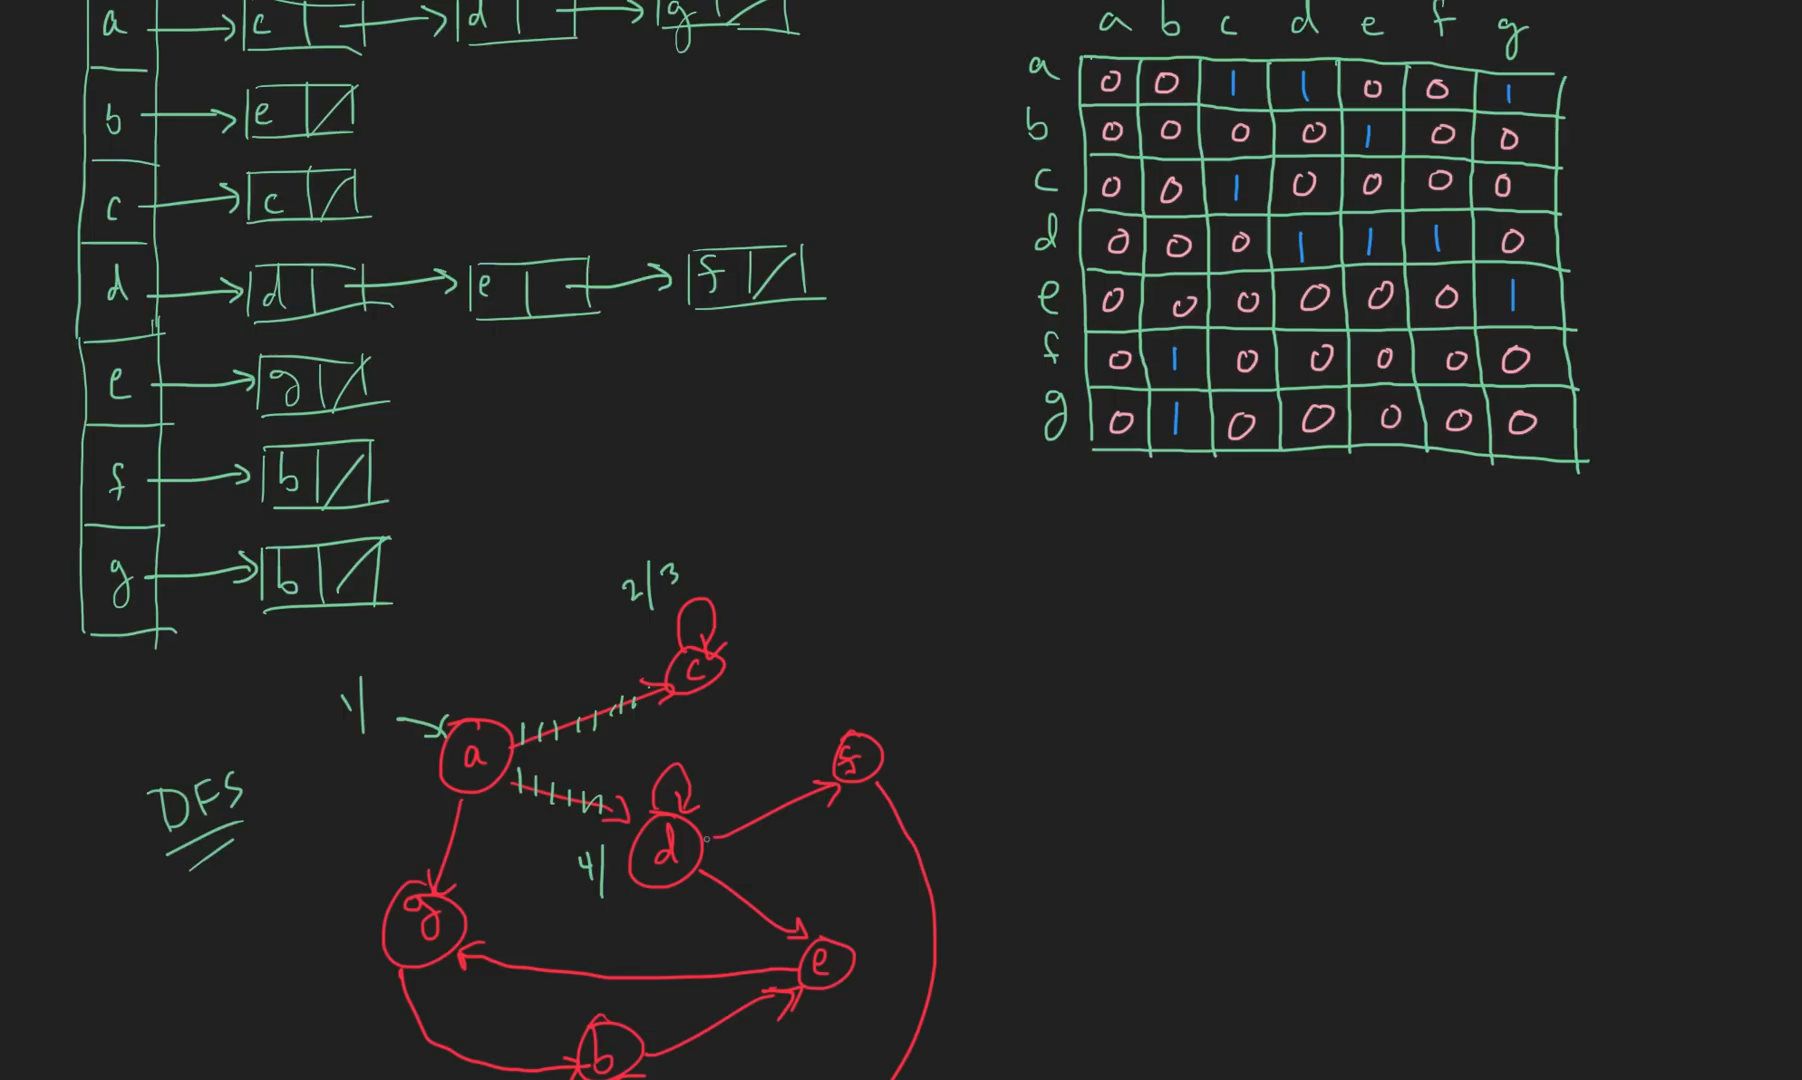 a c d g
b e
c c
d d e f
e g
f b
g b
a b c d e f g
a 0 0 1 1 0 0 1
b 0 0 0 0 1 0 0
c 0 0 1 0 0 0 0
d 0 0 0 1 1 1 0
e 0 0 0 0 0 0 1
f 0 1 0 0 0 0 0
g 0 1 0 0 0 0 0
2|3
c
1|
a
f
DFS
d
4|
g
e
b